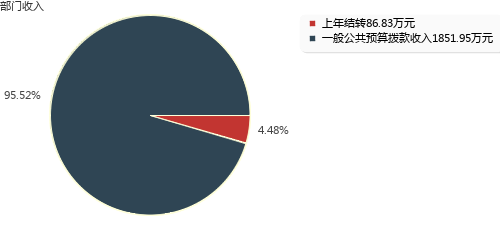 部门收入
上年结转86.83万元
一般公共预算拨款收入1851.95万元
95.52%
4.48%